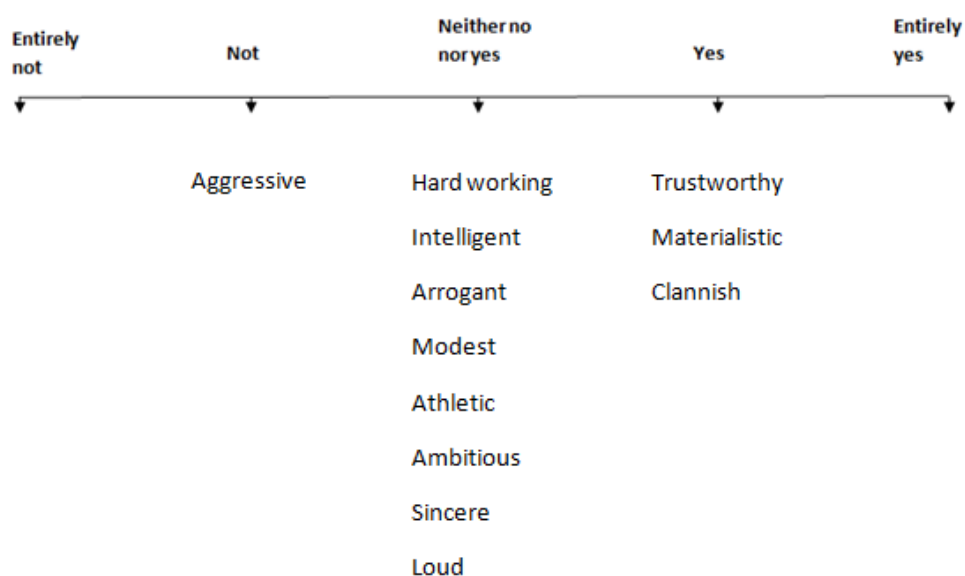 Entirely not
Not
Neither no nor yes
Yes
Entirely yes
Aggressive
Hard working
Trustworthy
Intelligent
Materialistic
Arrogant
Clannish
Modest
Athletic
Ambitious
Sincere
Loud